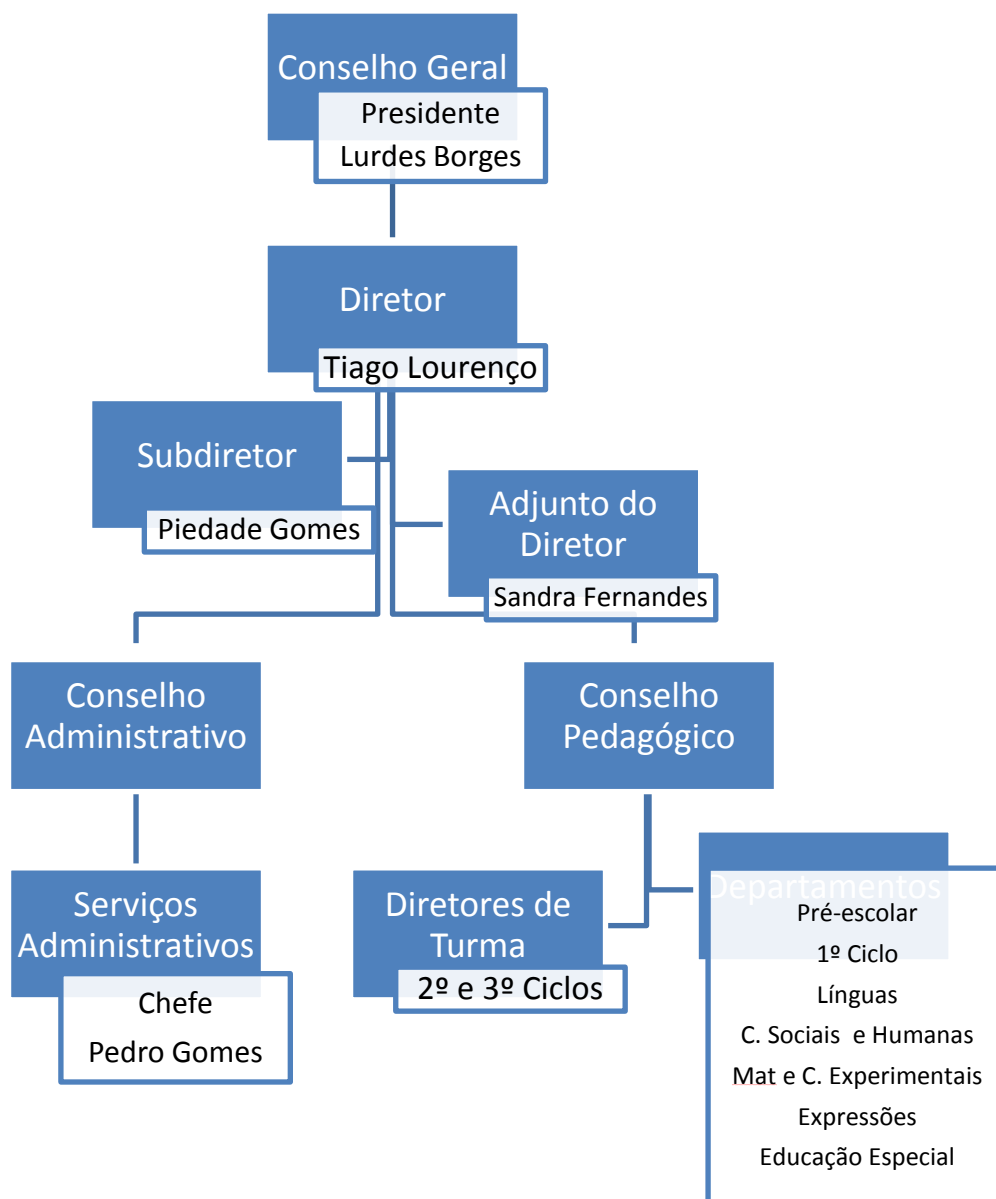 Conselho Geral
Presidente
Lurdes Borges
Diretor
Tiago Lourenço
Subdiretor
Piedade Gomes
Adjunto do
Diretor
Sandra Fernandes
Conselho
Administrativo
Conselho
Pedagógico
Serviços
Administrativos
Chefe
Pedro Gomes
Diretores de
Turma
2º e 3º Ciclos
Departamentos
Pré-escolar
1º Ciclo
Línguas
C. Sociais e Humanas
Mat e C. Experimentais
Expressões
Educação Especial